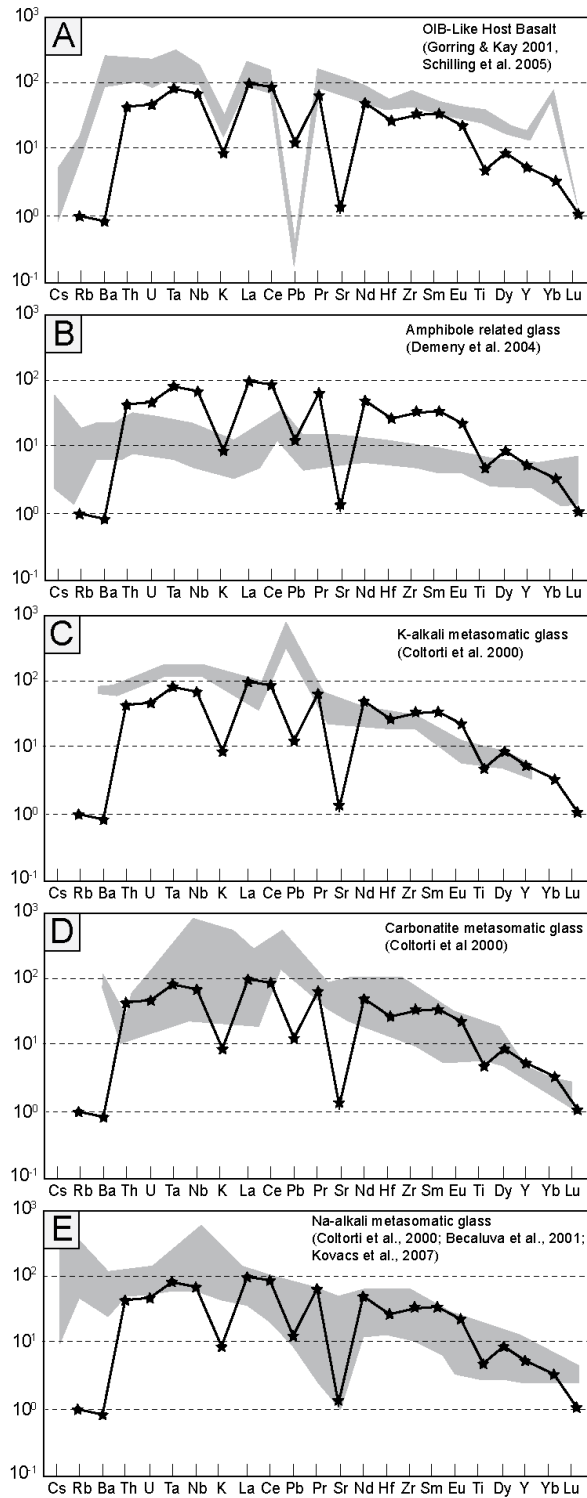 A
OIB-Like Host Basalt
(Gorring & Kay 2001,
Schilling et al. 2005)
10³
10²
10¹
10⁰
10⁻¹
Cs Rb Ba Th U Ta Nb K La Ce Pb Pr Sr Nd Hf Zr Sm Eu Ti Dy Y Yb Lu
B
Amphibole related glass
(Demeny et al. 2004)
10³
10²
10¹
10⁰
10⁻¹
Cs Rb Ba Th U Ta Nb K La Ce Pb Pr Sr Nd Hf Zr Sm Eu Ti Dy Y Yb Lu
C
K-alkali metasomatic glass
(Coltorti et al. 2000)
10³
10²
10¹
10⁰
10⁻¹
Cs Rb Ba Th U Ta Nb K La Ce Pb Pr Sr Nd Hf Zr Sm Eu Ti Dy Y Yb Lu
D
Carbonatite metasomatic glass
(Coltorti et al 2000)
10³
10²
10¹
10⁰
10⁻¹
Cs Rb Ba Th U Ta Nb K La Ce Pb Pr Sr Nd Hf Zr Sm Eu Ti Dy Y Yb Lu
E
Na-alkali metasomatic glass
(Coltorti et al., 2000; Becaluva et al., 2001;
Kovacs et al., 2007)
10³
10²
10¹
10⁰
10⁻¹
Cs Rb Ba Th U Ta Nb K La Ce Pb Pr Sr Nd Hf Zr Sm Eu Ti Dy Y Yb Lu